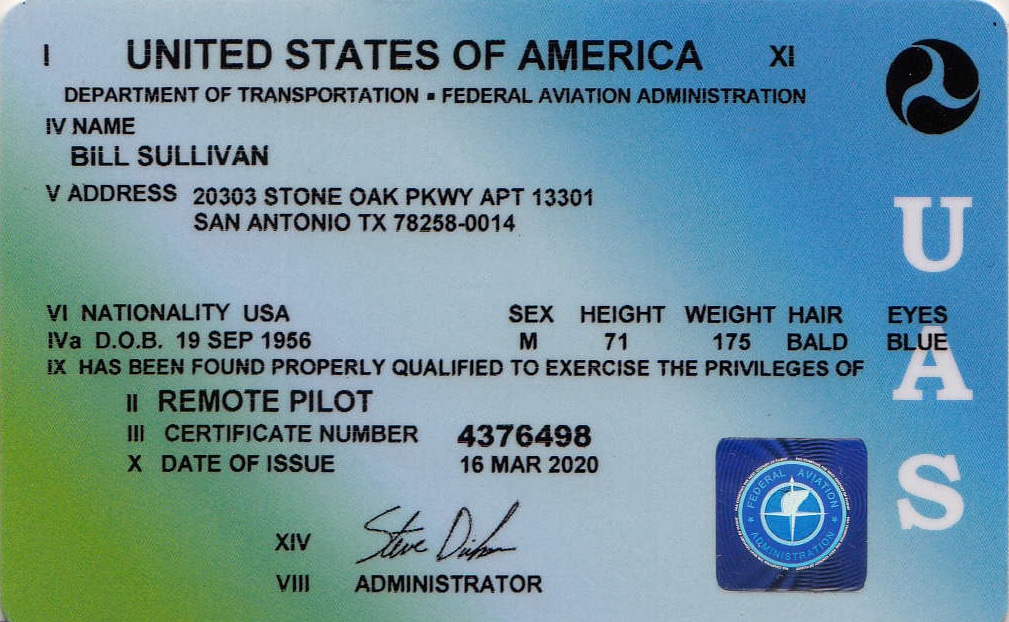 I UNITED STATES OF AMERICA XI
DEPARTMENT OF TRANSPORTATION ▪ FEDERAL AVIATION ADMINISTRATION
IV NAME
BILL SULLIVAN
V ADDRESS 20303 STONE OAK PKWY APT 13301
SAN ANTONIO TX 78258-0014
VI NATIONALITY USA SEX HEIGHT WEIGHT HAIR EYES
IVa D.O.B. 19 SEP 1956 M 71 175 BALD BLUE
IX HAS BEEN FOUND PROPERLY QUALIFIED TO EXERCISE THE PRIVILEGES OF
II REMOTE PILOT
III CERTIFICATE NUMBER 4376498
X DATE OF ISSUE 16 MAR 2020
XIV Steve Dickson
VIII ADMINISTRATOR
UAS
FEDERAL AVIATION
ADMINISTRATION